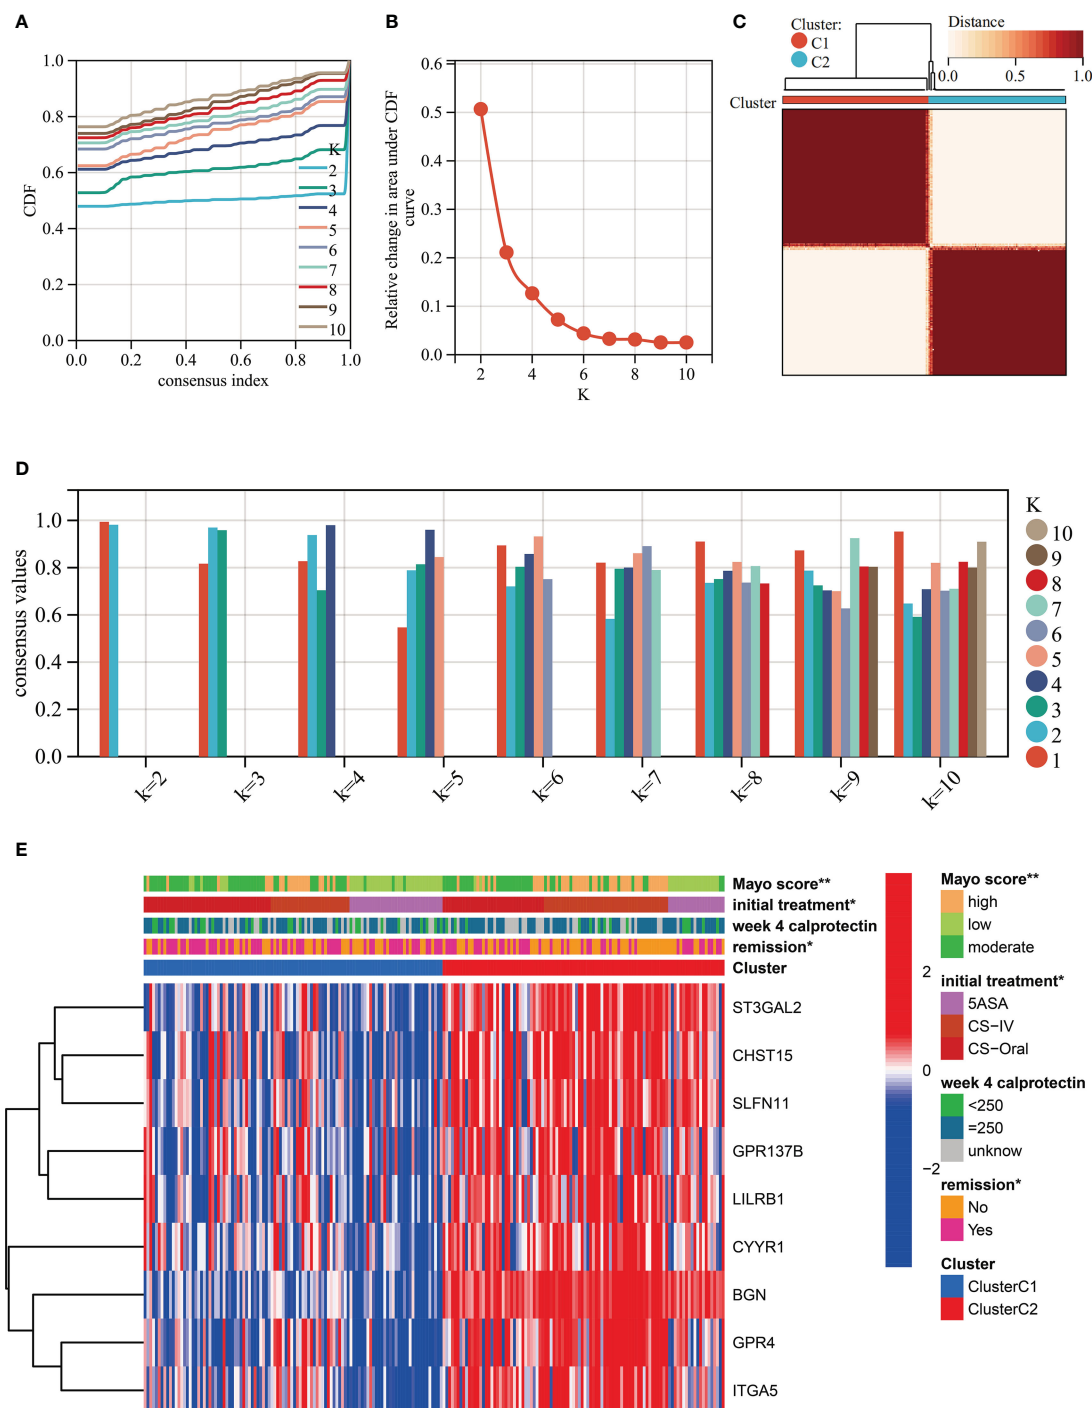 A
B
C
Cluster:
C1
C2
Distance
0.0 0.5 1.0
Cluster
1.0
0.8
0.6
0.4
0.2
0.0
CDF
0.0 0.2 0.4 0.6 0.8 1.0
consensus index
K
2
3
4
5
6
7
8
9
10
0.6
0.5
0.4
0.3
0.2
0.1
0.0
Relative change in area under CDF
curve
2 4 6 8 10
K
D
1.0
0.8
0.6
0.4
0.2
0.0
consensus values
k=2 k=3 k=4 k=5 k=6 k=7 k=8 k=9 k=10
K
10
9
8
7
6
5
4
3
2
1
E
Mayo score**
initial treatment*
week 4 calprotectin
remission*
Cluster
ST3GAL2
CHST15
SLFN11
GPR137B
LILRB1
CYYR1
BGN
GPR4
ITGA5
2
0
−2
Mayo score**
high
low
moderate
initial treatment*
5ASA
CS−IV
CS−Oral
week 4 calprotectin
<250
=250
unknow
remission*
No
Yes
Cluster
ClusterC1
ClusterC2